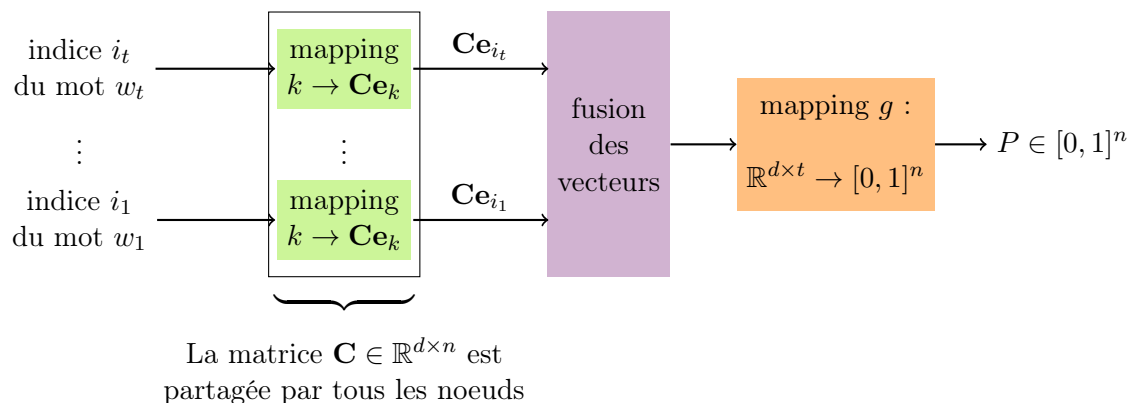 indice $i_t$
du mot $w_t$
⋮
indice $i_1$
du mot $w_1$
mapping
$k \to \mathbf{Ce}_k$
⋮
mapping
$k \to \mathbf{Ce}_k$
$\mathbf{Ce}_{i_t}$
$\mathbf{Ce}_{i_1}$
fusion
des
vecteurs
mapping $g$ :
$\mathbb{R}^{d \times t} \to [0, 1]^n$
$P \in [0, 1]^n$
La matrice $\mathbf{C} \in \mathbb{R}^{d \times n}$ est
partagée par tous les noeuds